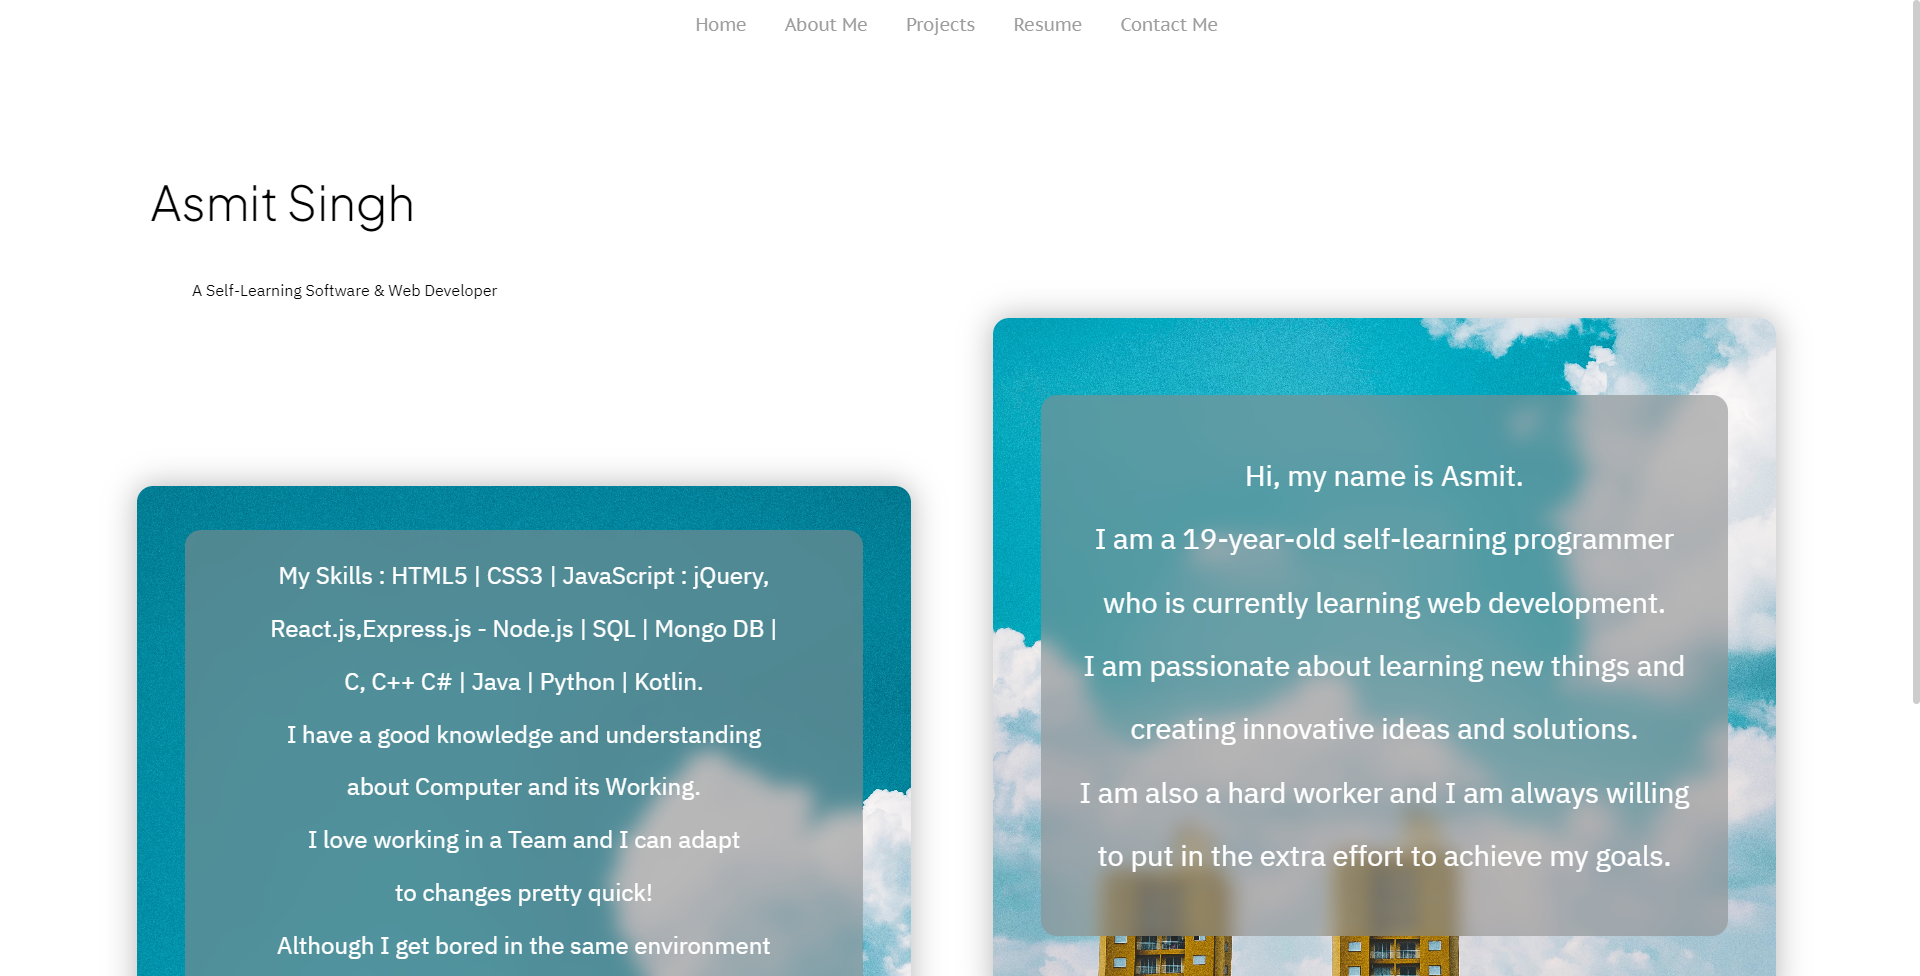 Home About Me Projects Resume Contact Me
Asmit Singh
A Self-Learning Software & Web Developer
My Skills : HTML5 | CSS3 | JavaScript : jQuery,
React.js,Express.js - Node.js | SQL | Mongo DB |
C, C++ C# | Java | Python | Kotlin.
I have a good knowledge and understanding
about Computer and its Working.
I love working in a Team and I can adapt
to changes pretty quick!
Although I get bored in the same environment
Hi, my name is Asmit.
I am a 19-year-old self-learning programmer
who is currently learning web development.
I am passionate about learning new things and
creating innovative ideas and solutions.
I am also a hard worker and I am always willing
to put in the extra effort to achieve my goals.